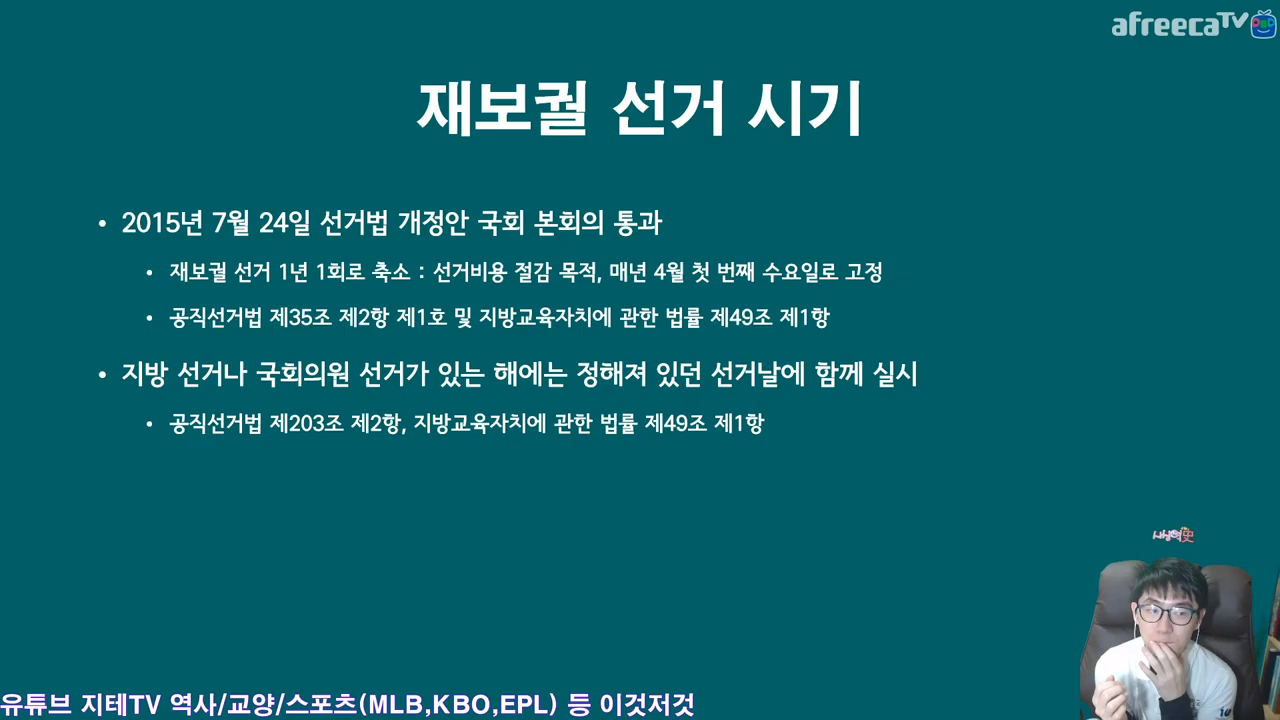 afreecaTV
재보궐 선거 시기
• 2015년 7월 24일 선거법 개정안 국회 본회의 통과
• 재보궐 선거 1년 1회로 축소 : 선거비용 절감 목적, 매년 4월 첫 번째 수요일로 고정
• 공직선거법 제35조 제2항 제1호 및 지방교육자치에 관한 법률 제49조 제1항
• 지방 선거나 국회의원 선거가 있는 해에는 정해져 있던 선거날에 함께 실시
• 공직선거법 제203조 제2항, 지방교육자치에 관한 법률 제49조 제1항
유튜브 지테TV 역사/교양/스포츠(MLB,KBO,EPL) 등 이것저것